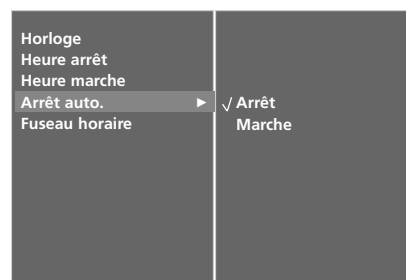 Horloge
Heure arrêt
Heure marche
Arrêt auto. ►
Fuseau horaire
√ Arrêt
Marche